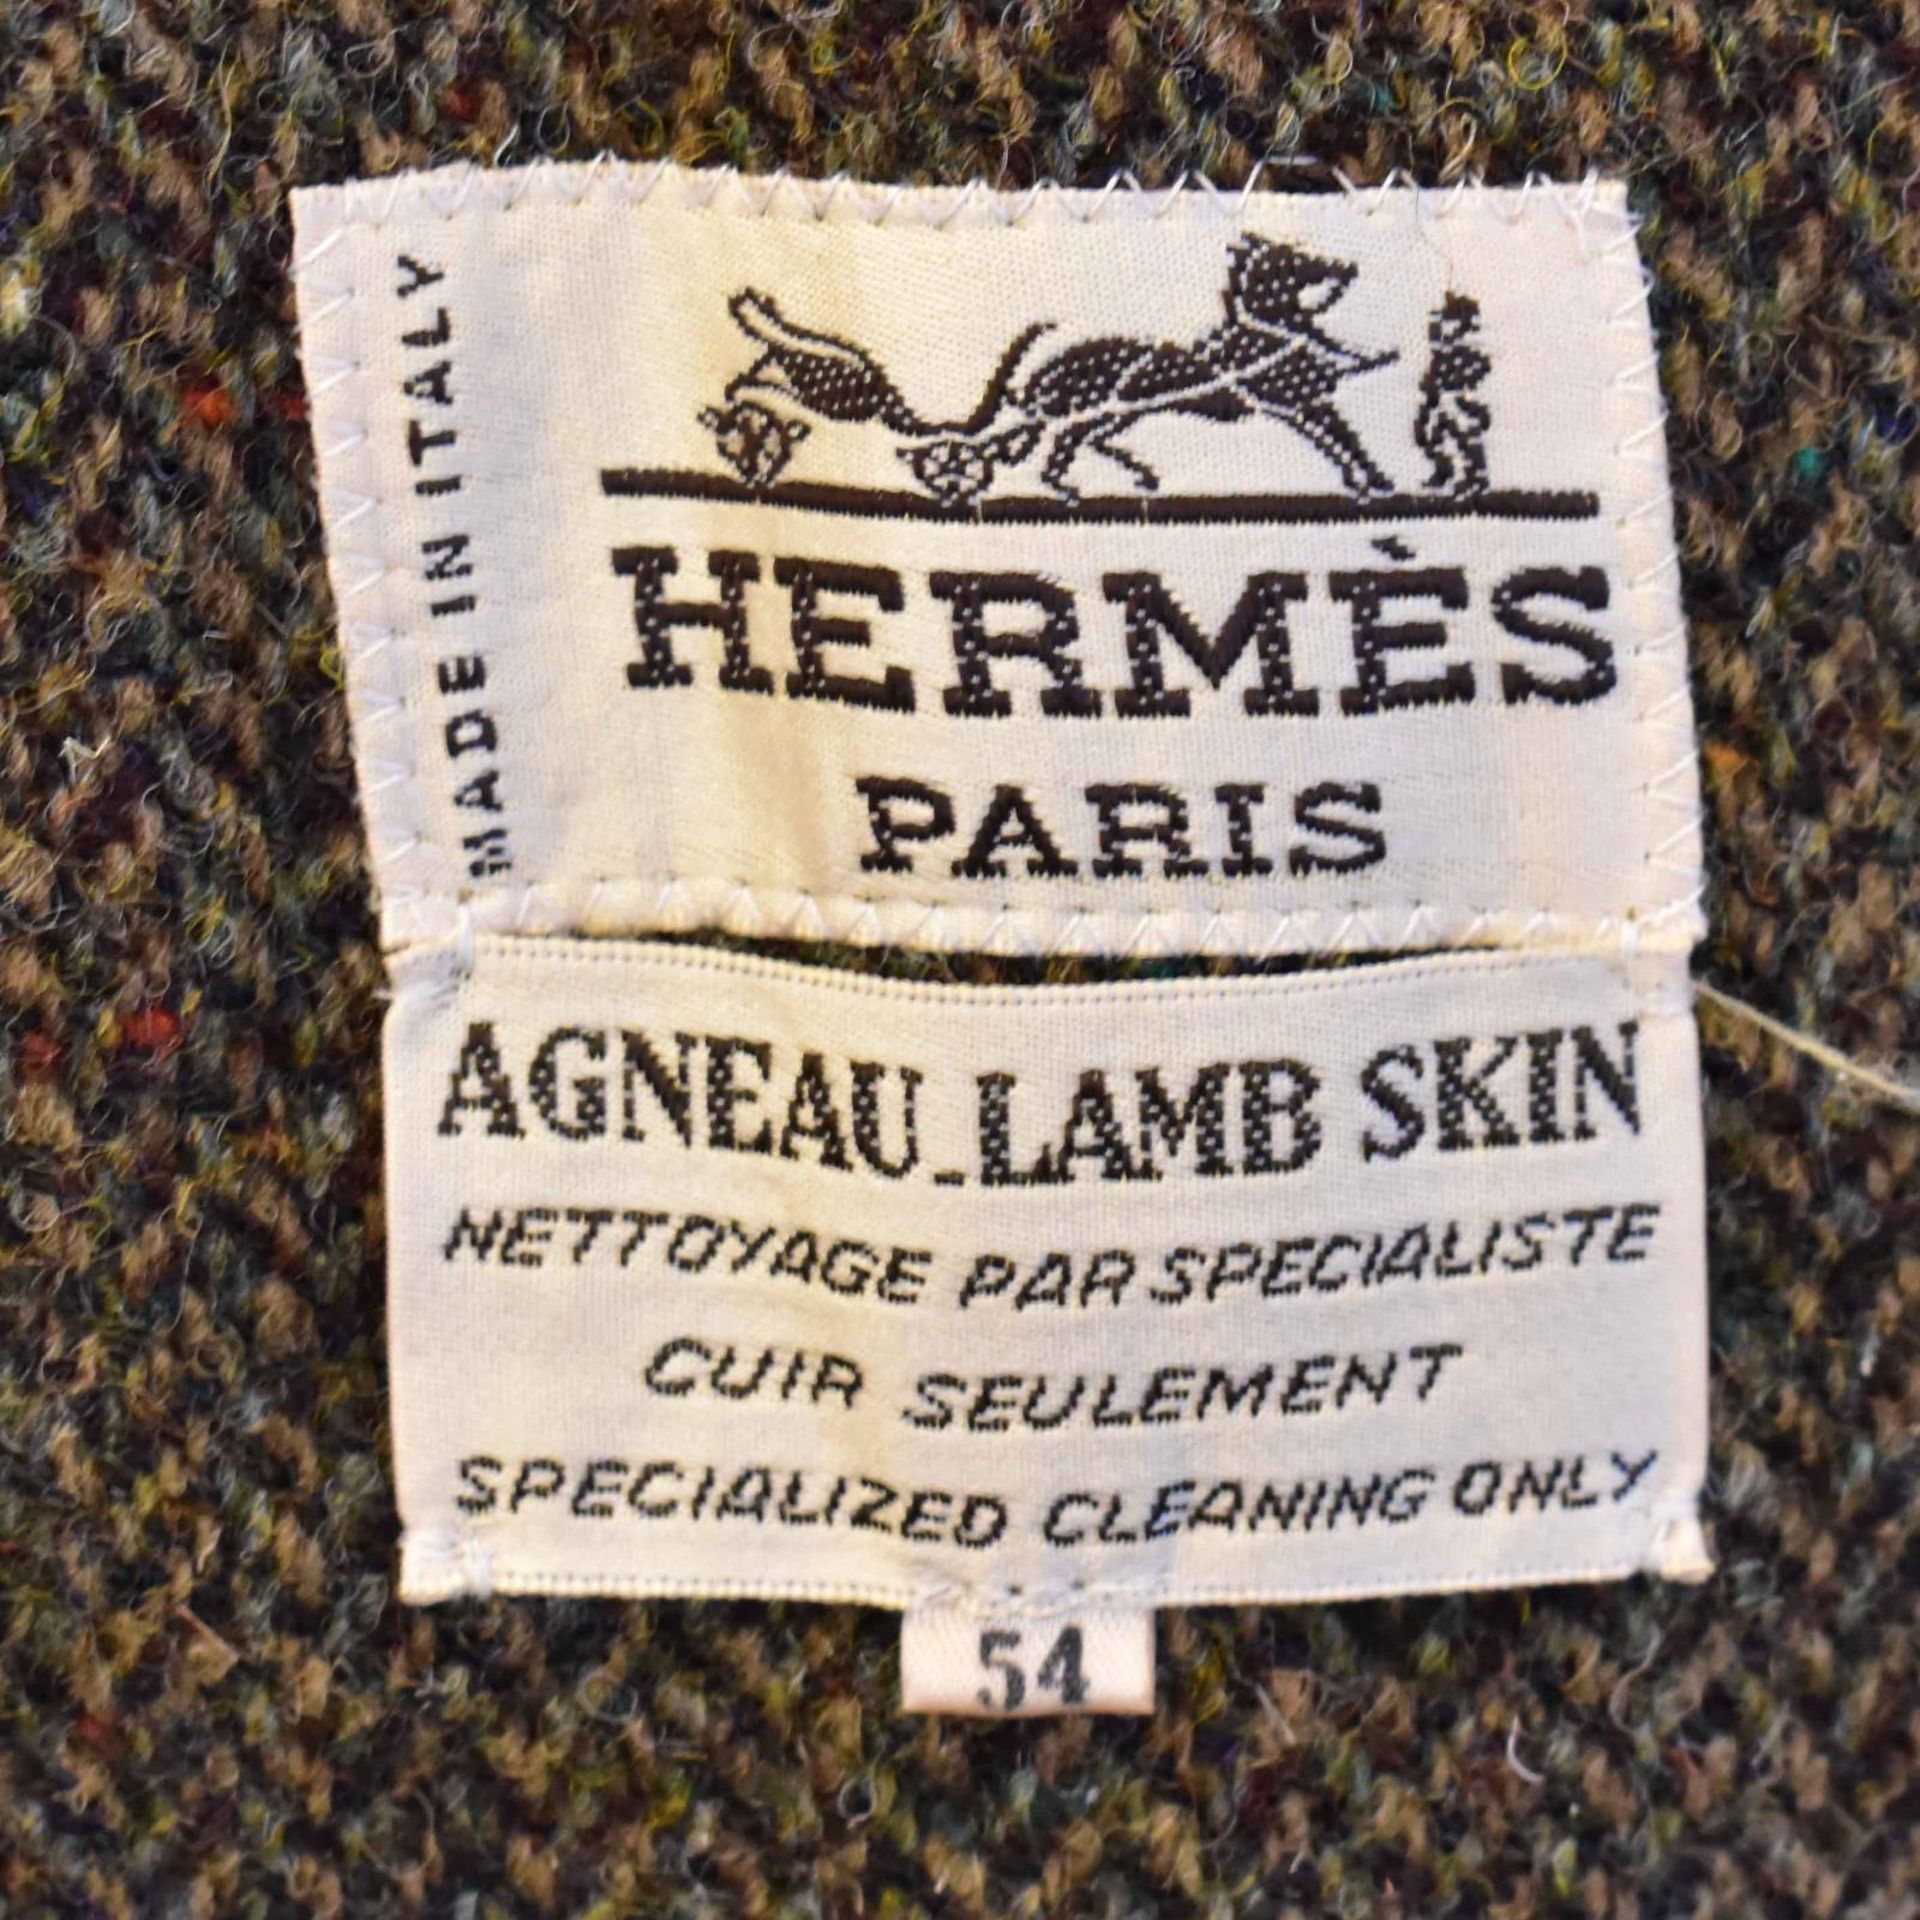 MADE IN ITALY
HERMÈS
PARIS
AGNEAU_LAMB SKIN
NETTOYAGE PAR SPECIALISTE
CUIR SEULEMENT
SPECIALIZED CLEANING ONLY
54